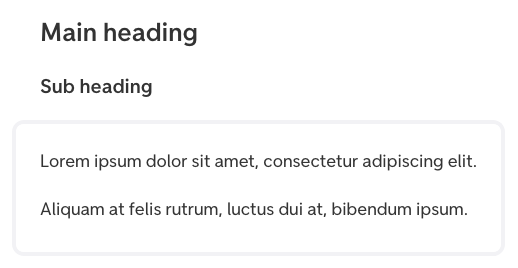 Main heading
Sub heading
Lorem ipsum dolor sit amet, consectetur adipiscing elit.
Aliquam at felis rutrum, luctus dui at, bibendum ipsum.